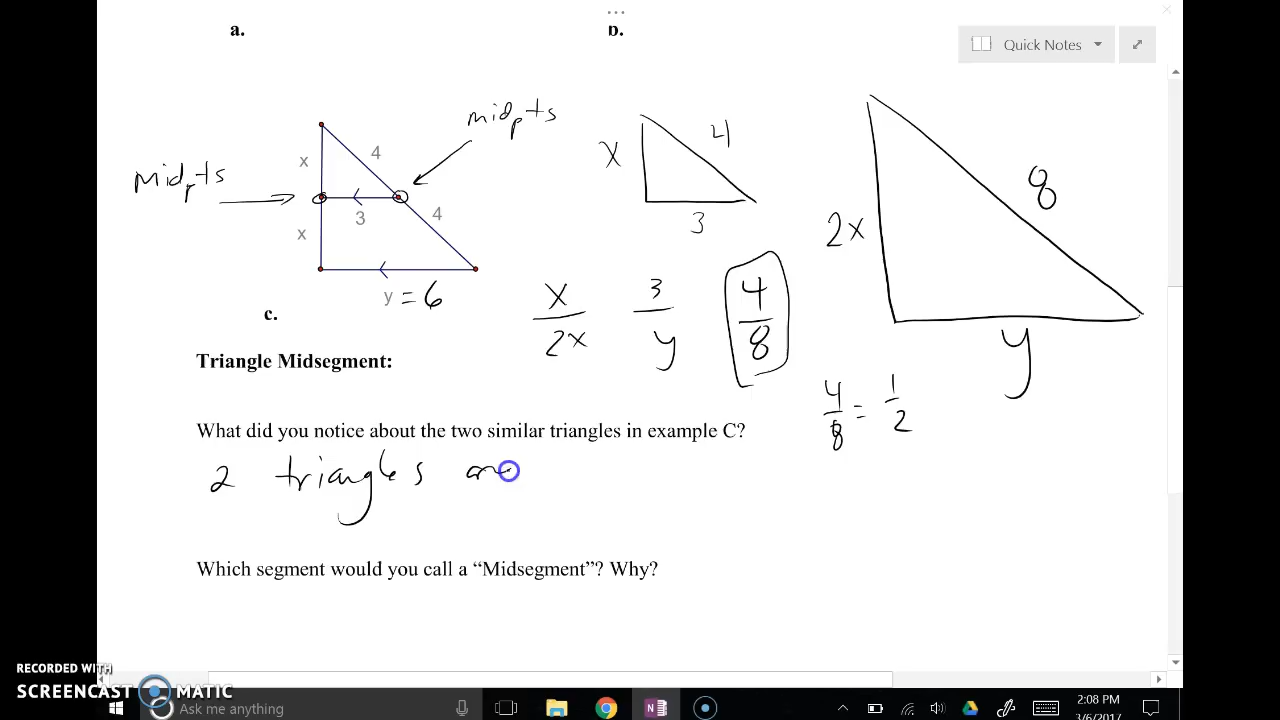 a.
b.
Quick Notes
midpts
midpts
x
4
3
x
4
y = 6
c.
x
4
3
2x
8
y
x/2x
3/y
4/8
4/8 = 1/2
Triangle Midsegment:
What did you notice about the two similar triangles in example C?
2 triangles are
Which segment would you call a “Midsegment”? Why?
RECORDED WITH
SCREENCAST MATIC
Ask me anything
2:08 PM
3/6/2017